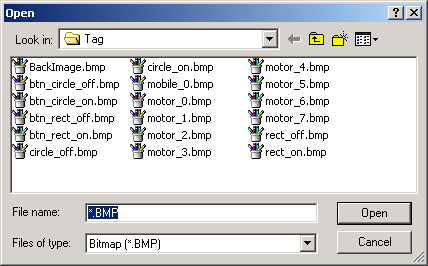 Open
Look in: Tag
BackImage.bmp circle_on.bmp motor_4.bmp
btn_circle_off.bmp mobile_0.bmp motor_5.bmp
btn_circle_on.bmp motor_0.bmp motor_6.bmp
btn_rect_off.bmp motor_1.bmp motor_7.bmp
btn_rect_on.bmp motor_2.bmp rect_off.bmp
circle_off.bmp motor_3.bmp rect_on.bmp
File name: *.BMP Open
Files of type: Bitmap (*.BMP) Cancel